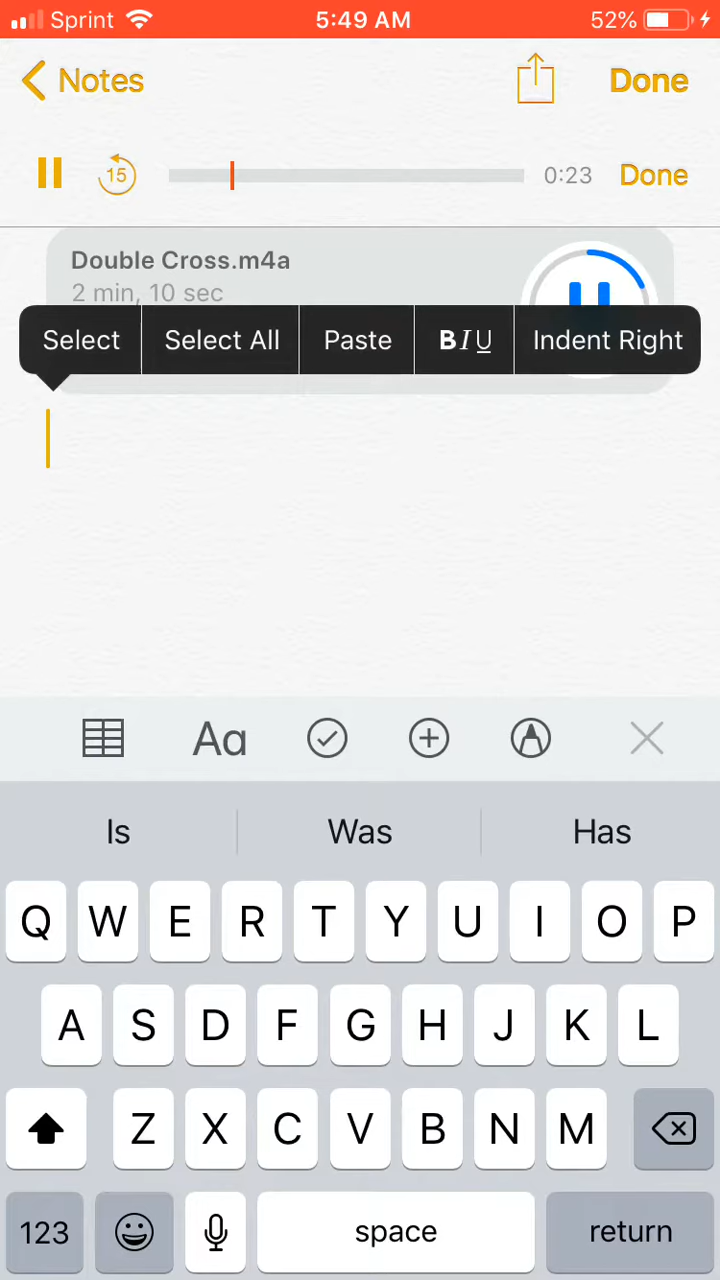 Sprint 5:49 AM 52%
Notes Done
15 0:23 Done
Double Cross.m4a
2 min, 10 sec
Select Select All Paste BIU Indent Right
Aa
Is Was Has
Q W E R T Y U I O P
A S D F G H J K L
Z X C V B N M
123 space return